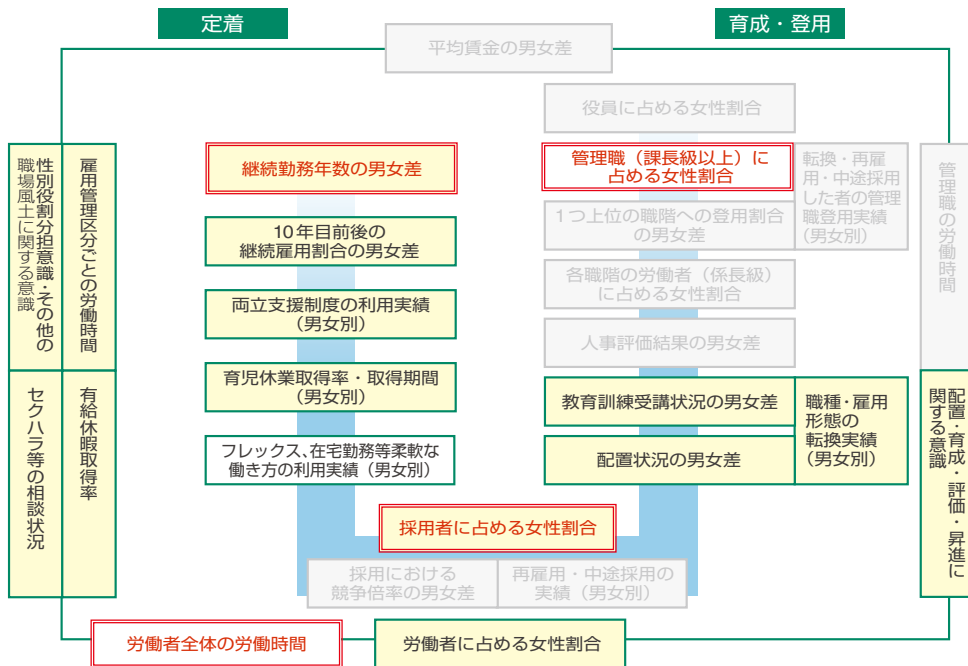 定着
育成・登用
平均賃金の男女差
役員に占める女性割合
性別役割分担意識・その他の
職場風土に関する意識
雇用管理区分ごとの労働時間
継続勤務年数の男女差
管理職（課長級以上）に
占める女性割合
転換・再雇
用・中途採用
した者の管理
職登用実績
（男女別）
管理職の労働時間
10年目前後の
継続雇用割合の男女差
1つ上位の職階への登用割合
の男女差
各職階の労働者（係長級）
に占める女性割合
両立支援制度の利用実績
（男女別）
人事評価結果の男女差
セクハラ等の相談状況
有給休暇取得率
育児休業取得率・取得期間
（男女別）
教育訓練受講状況の男女差
職種・雇用
形態の
転換実績
（男女別）
配置・育成・評価・昇進に
関する意識
フレックス、在宅勤務等柔軟な
働き方の利用実績（男女別）
配置状況の男女差
採用者に占める女性割合
採用における
競争倍率の男女差
再雇用・中途採用の
実績（男女別）
労働者全体の労働時間
労働者に占める女性割合